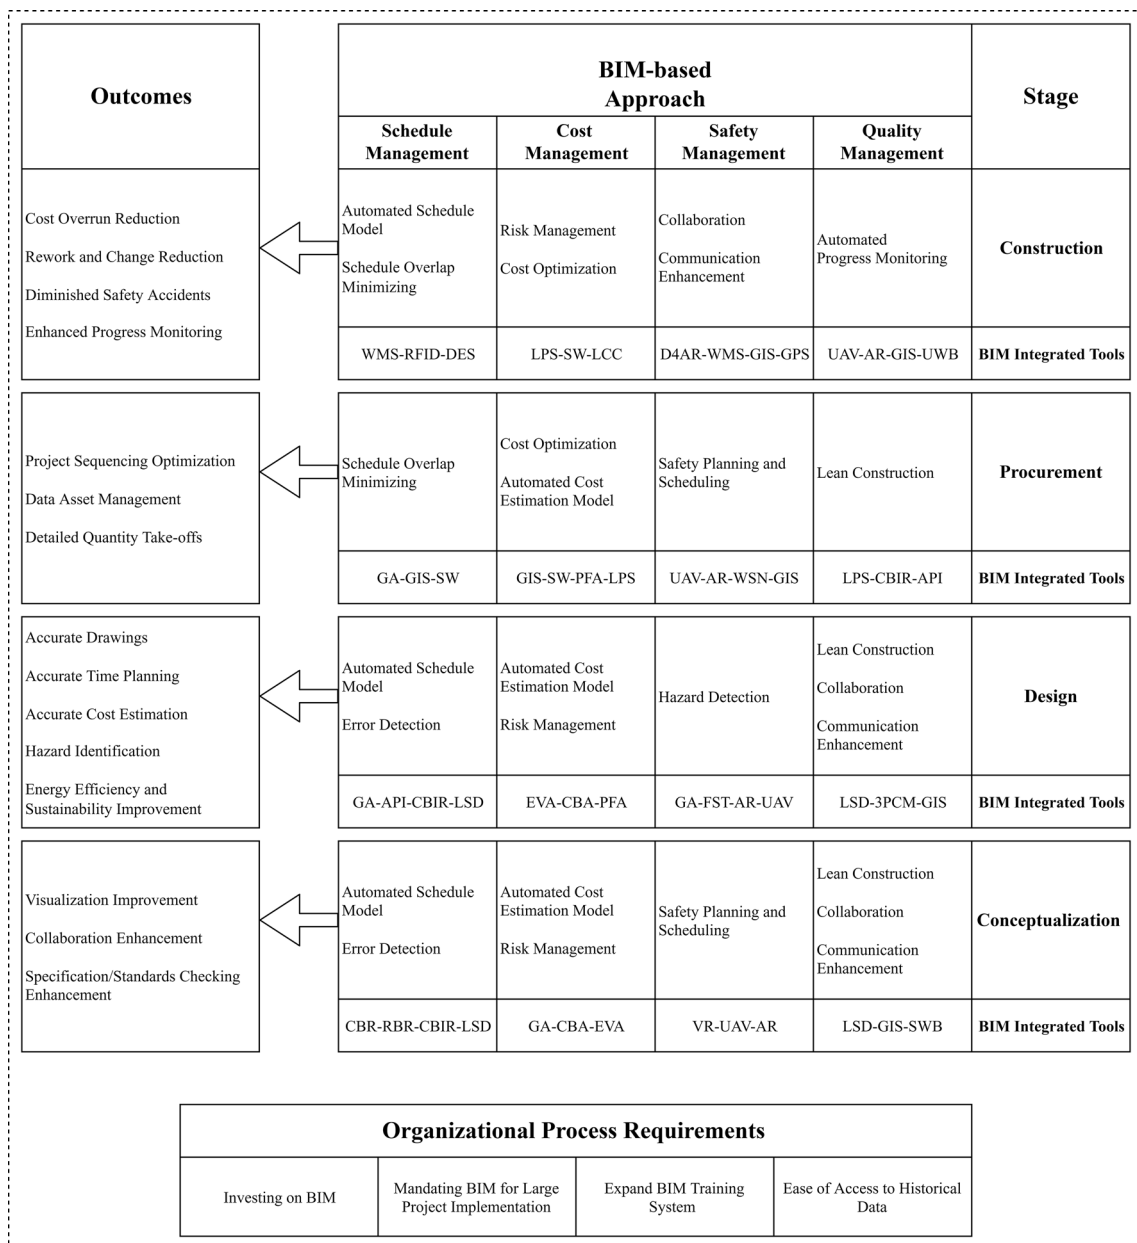 Outcomes
BIM-based
Approach
Stage
Schedule
Management
Cost
Management
Safety
Management
Quality
Management
Cost Overrun Reduction
Rework and Change Reduction
Diminished Safety Accidents
Enhanced Progress Monitoring
Automated Schedule
Model
Schedule Overlap
Minimizing
Risk Management
Cost Optimization
Collaboration
Communication
Enhancement
Automated
Progress Monitoring
Construction
WMS-RFID-DES
LPS-SW-LCC
D4AR-WMS-GIS-GPS
UAV-AR-GIS-UWB
BIM Integrated Tools
Project Sequencing Optimization
Data Asset Management
Detailed Quantity Take-offs
Schedule Overlap
Minimizing
Cost Optimization
Automated Cost
Estimation Model
Safety Planning and
Scheduling
Lean Construction
Procurement
GA-GIS-SW
GIS-SW-PFA-LPS
UAV-AR-WSN-GIS
LPS-CBIR-API
BIM Integrated Tools
Accurate Drawings
Accurate Time Planning
Accurate Cost Estimation
Hazard Identification
Energy Efficiency and
Sustainability Improvement
Automated Schedule
Model
Error Detection
Automated Cost
Estimation Model
Risk Management
Hazard Detection
Lean Construction
Collaboration
Communication
Enhancement
Design
GA-API-CBIR-LSD
EVA-CBA-PFA
GA-FST-AR-UAV
LSD-3PCM-GIS
BIM Integrated Tools
Visualization Improvement
Collaboration Enhancement
Specification/Standards Checking
Enhancement
Automated Schedule
Model
Error Detection
Automated Cost
Estimation Model
Risk Management
Safety Planning and
Scheduling
Lean Construction
Collaboration
Communication
Enhancement
Conceptualization
CBR-RBR-CBIR-LSD
GA-CBA-EVA
VR-UAV-AR
LSD-GIS-SWB
BIM Integrated Tools
Organizational Process Requirements
Investing on BIM
Mandating BIM for Large
Project Implementation
Expand BIM Training
System
Ease of Access to Historical
Data